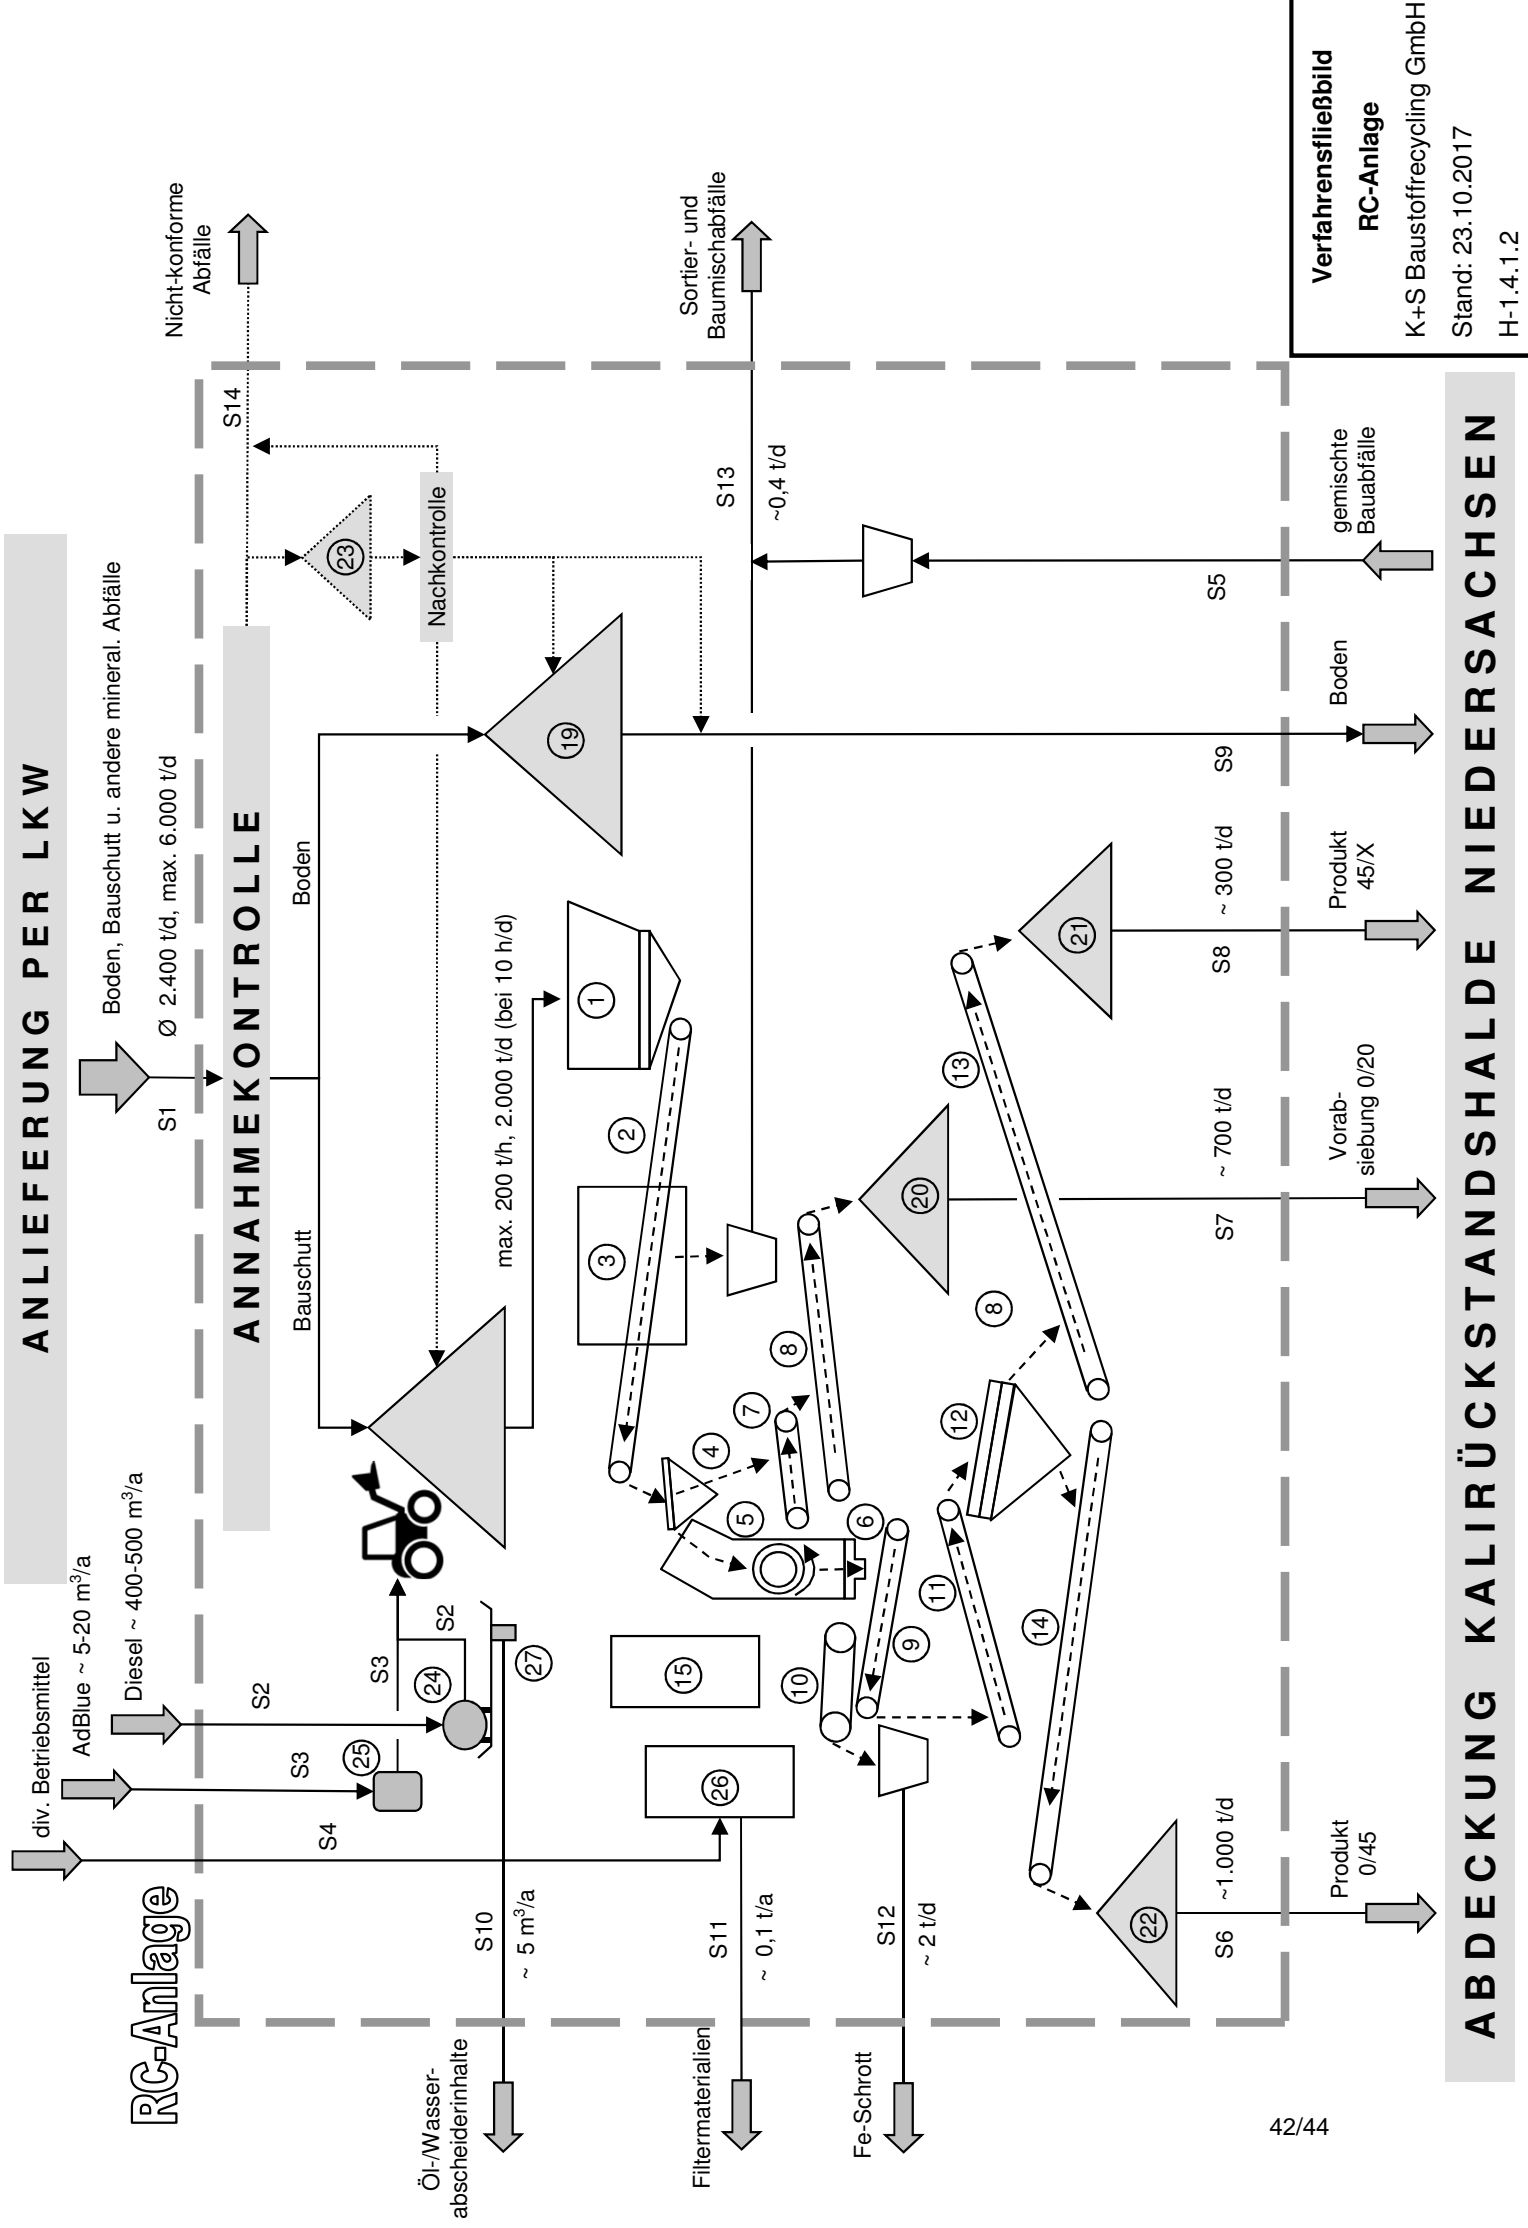 ANLIEFERUNG PER LKW
div. Betriebsmittel
AdBlue ~ 5-20 m³/a
Diesel ~ 400-500 m³/a
Boden, Bauschutt u. andere mineral. Abfälle
S1
Ø 2.400 t/d, max. 6.000 t/d
RC-Anlage
Nicht-konforme
Abfälle
S14
ANNAHMEKONTROLLE
S4
S3
S2
Bauschutt
Boden
25
S3
24
S2
23
Nachkontrolle
S10
~ 5 m³/a
Öl-/Wasser-
abscheiderinhalte
27
max. 200 t/h, 2.000 t/d (bei 10 h/d)
19
1
2
3
Sortier- und
Baumischabfälle
S13
~0,4 t/d
26
15
4
5
7
8
S11
~ 0,1 t/a
Filtermaterialien
10
6
9
S12
~ 2 t/d
Fe-Schrott
11
12
8
20
13
14
21
22
S6
~1.000 t/d
S7
~ 700 t/d
S8
~ 300 t/d
S9
S5
Produkt
0/45
Vorab-
siebung 0/20
Produkt
45/X
Boden
gemischte
Bauabfälle
ABDECKUNG KALIRÜCKSTANDSHALDE NIEDERSACHSEN
Verfahrensfließbild
RC-Anlage
K+S Baustoffrecycling GmbH
Stand: 23.10.2017
H-1.4.1.2
42/44